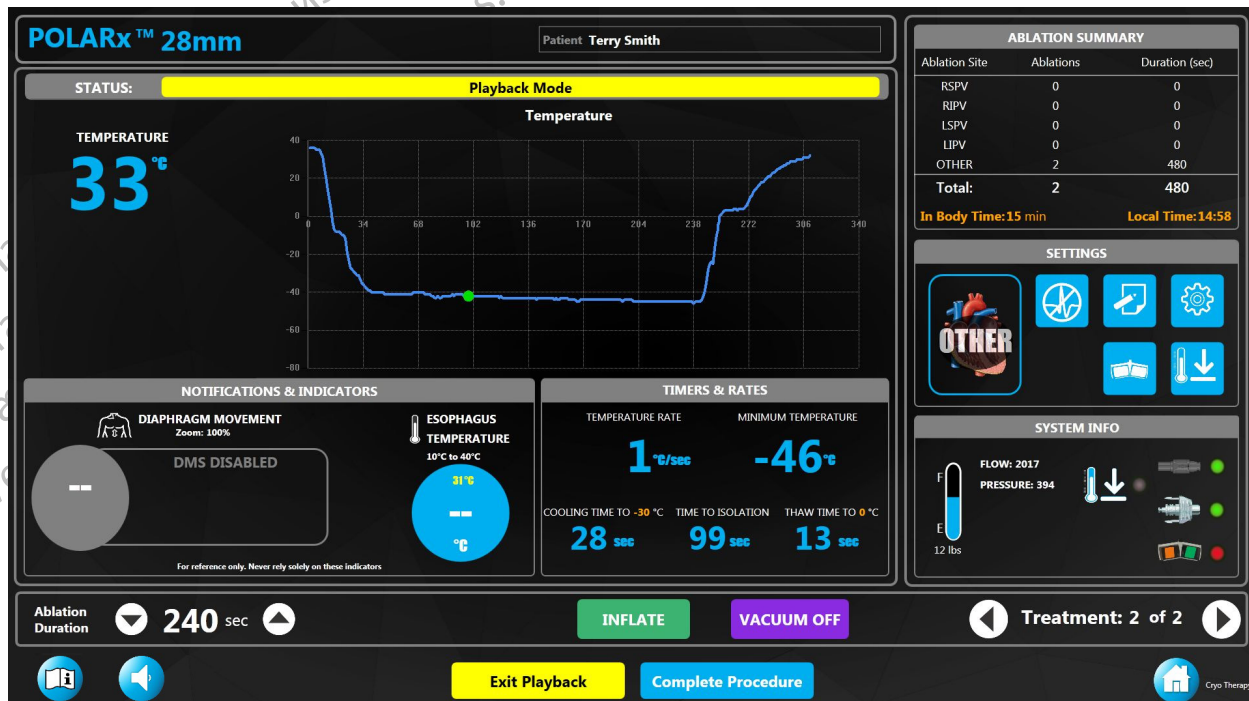 POLARx™ 28mm
Patient Terry Smith
STATUS:
Playback Mode
TEMPERATURE
33°C
Temperature
40
20
0
-20
-40
-60
-80
0 34 68 102 136 170 204 238 272 306 340
NOTIFICATIONS & INDICATORS
DIAPHRAGM MOVEMENT
Zoom: 100%
DMS DISABLED
--
ESOPHAGUS
TEMPERATURE
10°C to 40°C
31°C
--
°C
For reference only. Never rely solely on these indicators
TIMERS & RATES
TEMPERATURE RATE MINIMUM TEMPERATURE
1°C/sec -46°C
COOLING TIME TO -30 °C TIME TO ISOLATION THAW TIME TO 0 °C
28 sec 99 sec 13 sec
ABLATION SUMMARY
Ablation Site Ablations Duration (sec)
RSPV 0 0
RIPV 0 0
LSPV 0 0
LIPV 0 0
OTHER 2 480
Total: 2 480
In Body Time:15 min Local Time:14:58
SETTINGS
OTHER
SYSTEM INFO
F
E
12 lbs
FLOW: 2017
PRESSURE: 394
Ablation
Duration
240 sec
INFLATE
VACUUM OFF
Treatment: 2 of 2
Exit Playback
Complete Procedure
Cryo Therapy